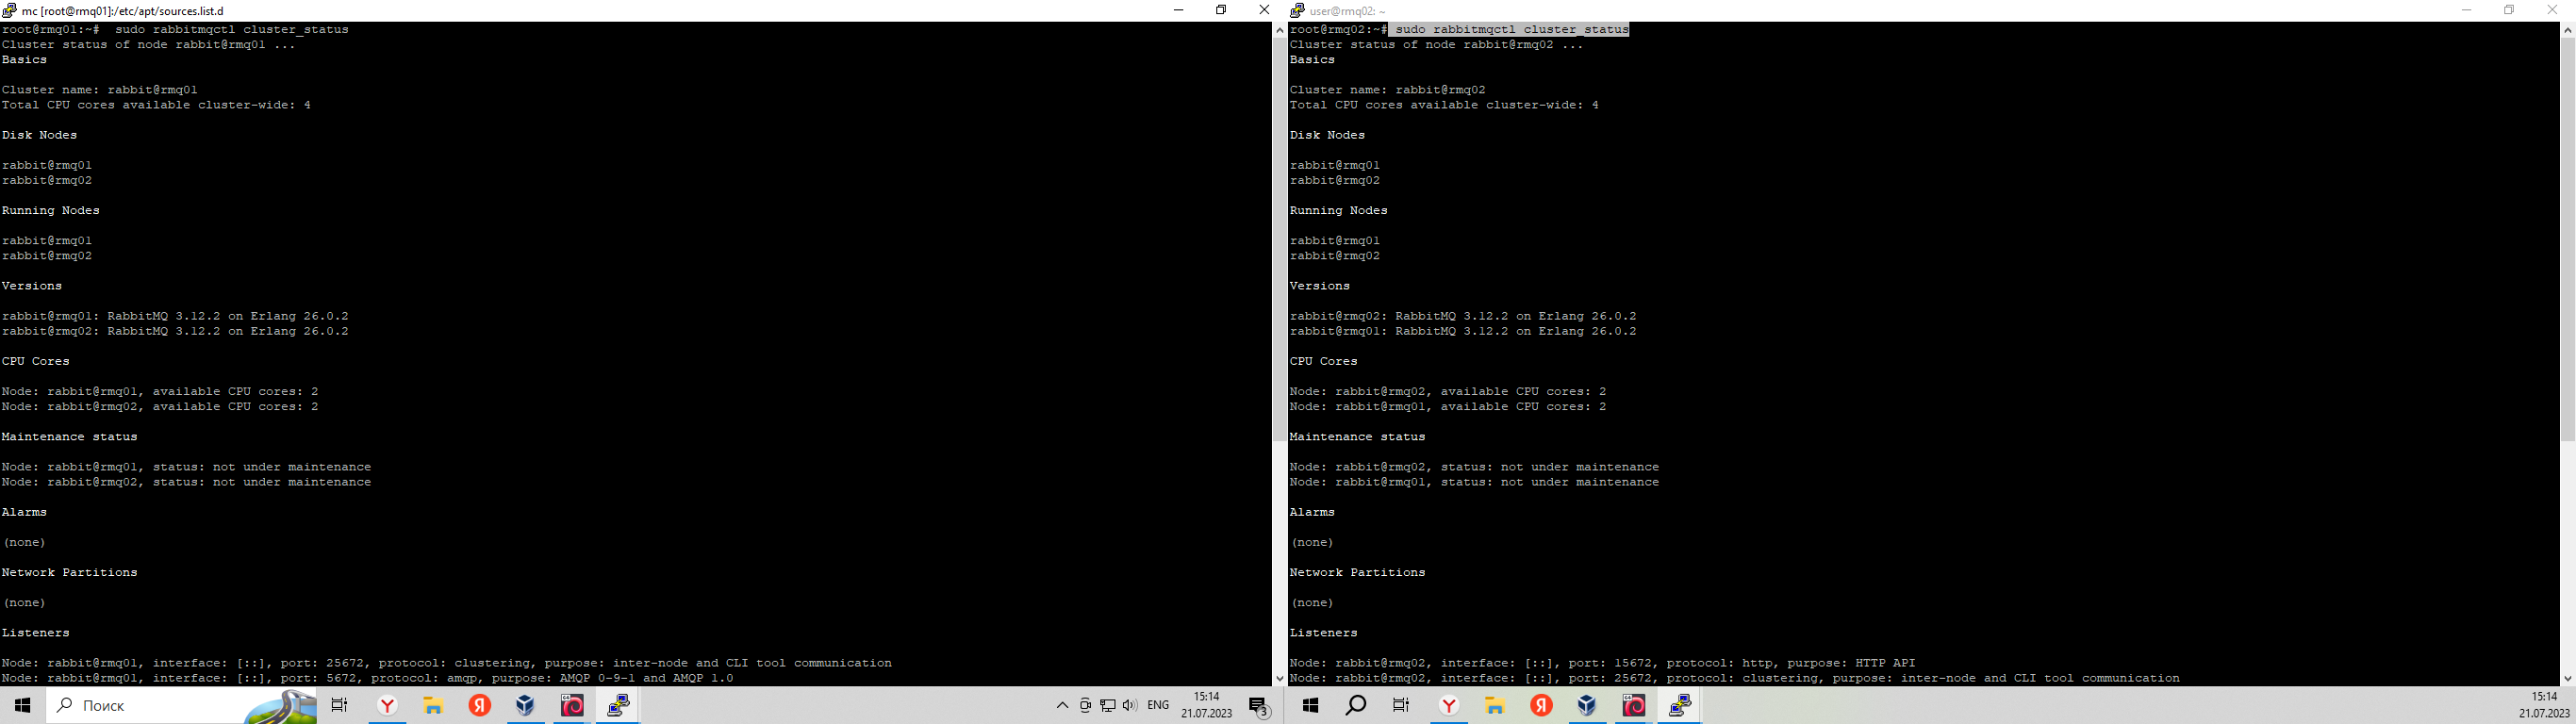 mc [root@rmq01]:/etc/apt/sources.list.d
root@rmq01:~#  sudo rabbitmqctl cluster_status
Cluster status of node rabbit@rmq01 ...
Basics
Cluster name: rabbit@rmq01
Total CPU cores available cluster-wide: 4
Disk Nodes
rabbit@rmq01
rabbit@rmq02
Running Nodes
rabbit@rmq01
rabbit@rmq02
Versions
rabbit@rmq01: RabbitMQ 3.12.2 on Erlang 26.0.2
rabbit@rmq02: RabbitMQ 3.12.2 on Erlang 26.0.2
CPU Cores
Node: rabbit@rmq01, available CPU cores: 2
Node: rabbit@rmq02, available CPU cores: 2
Maintenance status
Node: rabbit@rmq01, status: not under maintenance
Node: rabbit@rmq02, status: not under maintenance
Alarms
(none)
Network Partitions
(none)
Listeners
Node: rabbit@rmq01, interface: [::], port: 25672, protocol: clustering, purpose: inter-node and CLI tool communication
Node: rabbit@rmq01, interface: [::], port: 5672, protocol: amqp, purpose: AMQP 0-9-1 and AMQP 1.0
Поиск
ENG
15:14
21.07.2023
3
user@rmq02: ~
root@rmq02:~# sudo rabbitmqctl cluster_status
Cluster status of node rabbit@rmq02 ...
Basics
Cluster name: rabbit@rmq02
Total CPU cores available cluster-wide: 4
Disk Nodes
rabbit@rmq01
rabbit@rmq02
Running Nodes
rabbit@rmq01
rabbit@rmq02
Versions
rabbit@rmq02: RabbitMQ 3.12.2 on Erlang 26.0.2
rabbit@rmq01: RabbitMQ 3.12.2 on Erlang 26.0.2
CPU Cores
Node: rabbit@rmq02, available CPU cores: 2
Node: rabbit@rmq01, available CPU cores: 2
Maintenance status
Node: rabbit@rmq02, status: not under maintenance
Node: rabbit@rmq01, status: not under maintenance
Alarms
(none)
Network Partitions
(none)
Listeners
Node: rabbit@rmq02, interface: [::], port: 15672, protocol: http, purpose: HTTP API
Node: rabbit@rmq02, interface: [::], port: 25672, protocol: clustering, purpose: inter-node and CLI tool communication
15:14
21.07.2023